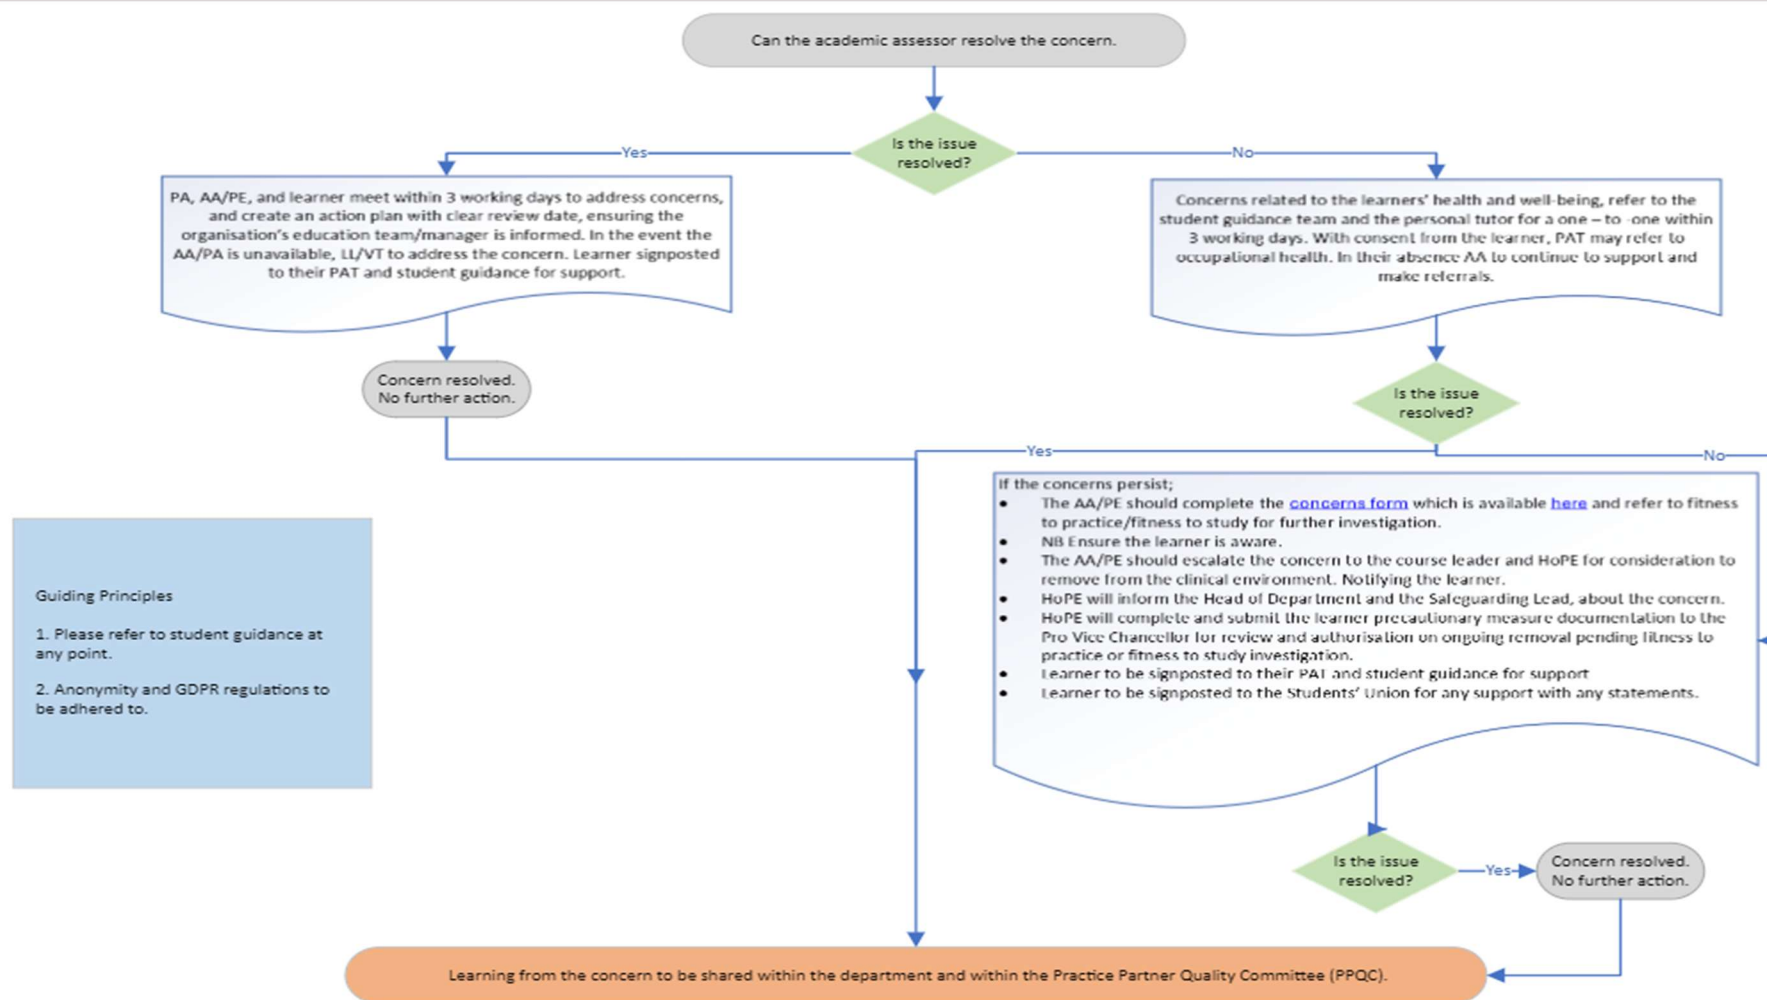 Can the academic assessor resolve the concern.
Is the issue
resolved?
Yes
No
PA, AA/PE, and learner meet within 3 working days to address concerns,
and create an action plan with clear review date, ensuring the
organisation's education team/manager is informed. In the event the
AA/PA is unavailable, LL/VT to address the concern. Learner signposted
to their PAT and student guidance for support.
Concerns related to the learners' health and well-being, refer to the
student guidance team and the personal tutor for a one – to -one within
3 working days. With consent from the learner, PAT may refer to
occupational health. In their absence AA to continue to support and
make referrals.
Concern resolved.
No further action.
Is the issue
resolved?
Yes
No
If the concerns persist;
• The AA/PE should complete the concerns form which is available here and refer to fitness
to practice/fitness to study for further investigation.
• NB Ensure the learner is aware.
• The AA/PE should escalate the concern to the course leader and HoPE for consideration to
remove from the clinical environment. Notifying the learner.
• HoPE will inform the Head of Department and the Safeguarding Lead, about the concern.
• HoPE will complete and submit the learner precautionary measure documentation to the
Pro Vice Chancellor for review and authorisation on ongoing removal pending fitness to
practice or fitness to study investigation.
• Learner to be signposted to their PAT and student guidance for support
• Learner to be signposted to the Students' Union for any support with any statements.
Guiding Principles
1. Please refer to student guidance at
any point.
2. Anonymity and GDPR regulations to
be adhered to.
Is the issue
resolved?
Yes
Concern resolved.
No further action.
Learning from the concern to be shared within the department and within the Practice Partner Quality Committee (PPQC).